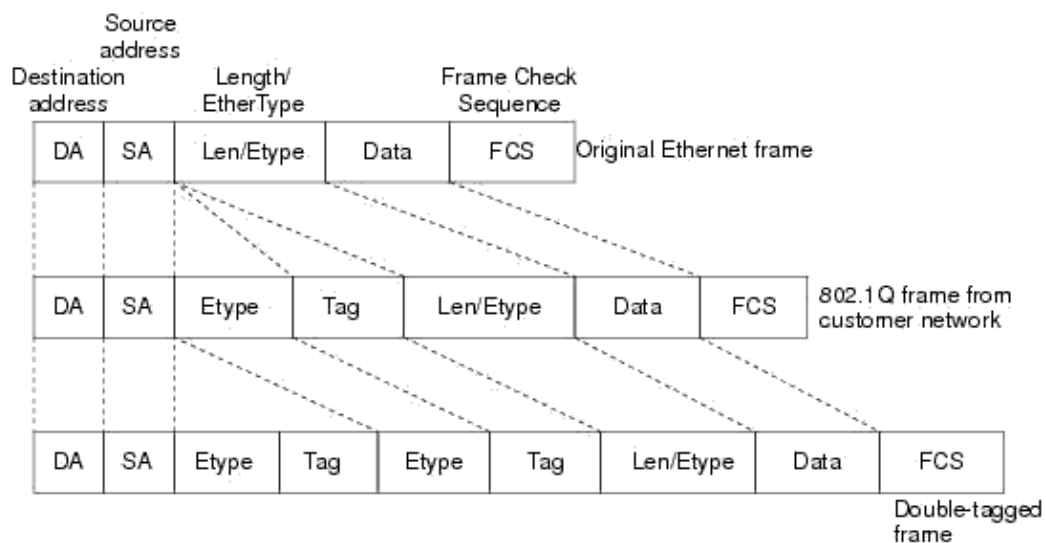 Source
address
Destination
address
Length/
EtherType
Frame Check
Sequence
DA SA Len/Etype Data FCS Original Ethernet frame
DA SA Etype Tag Len/Etype Data FCS 802.1Q frame from
customer network
DA SA Etype Tag Etype Tag Len/Etype Data FCS
Double-tagged
frame